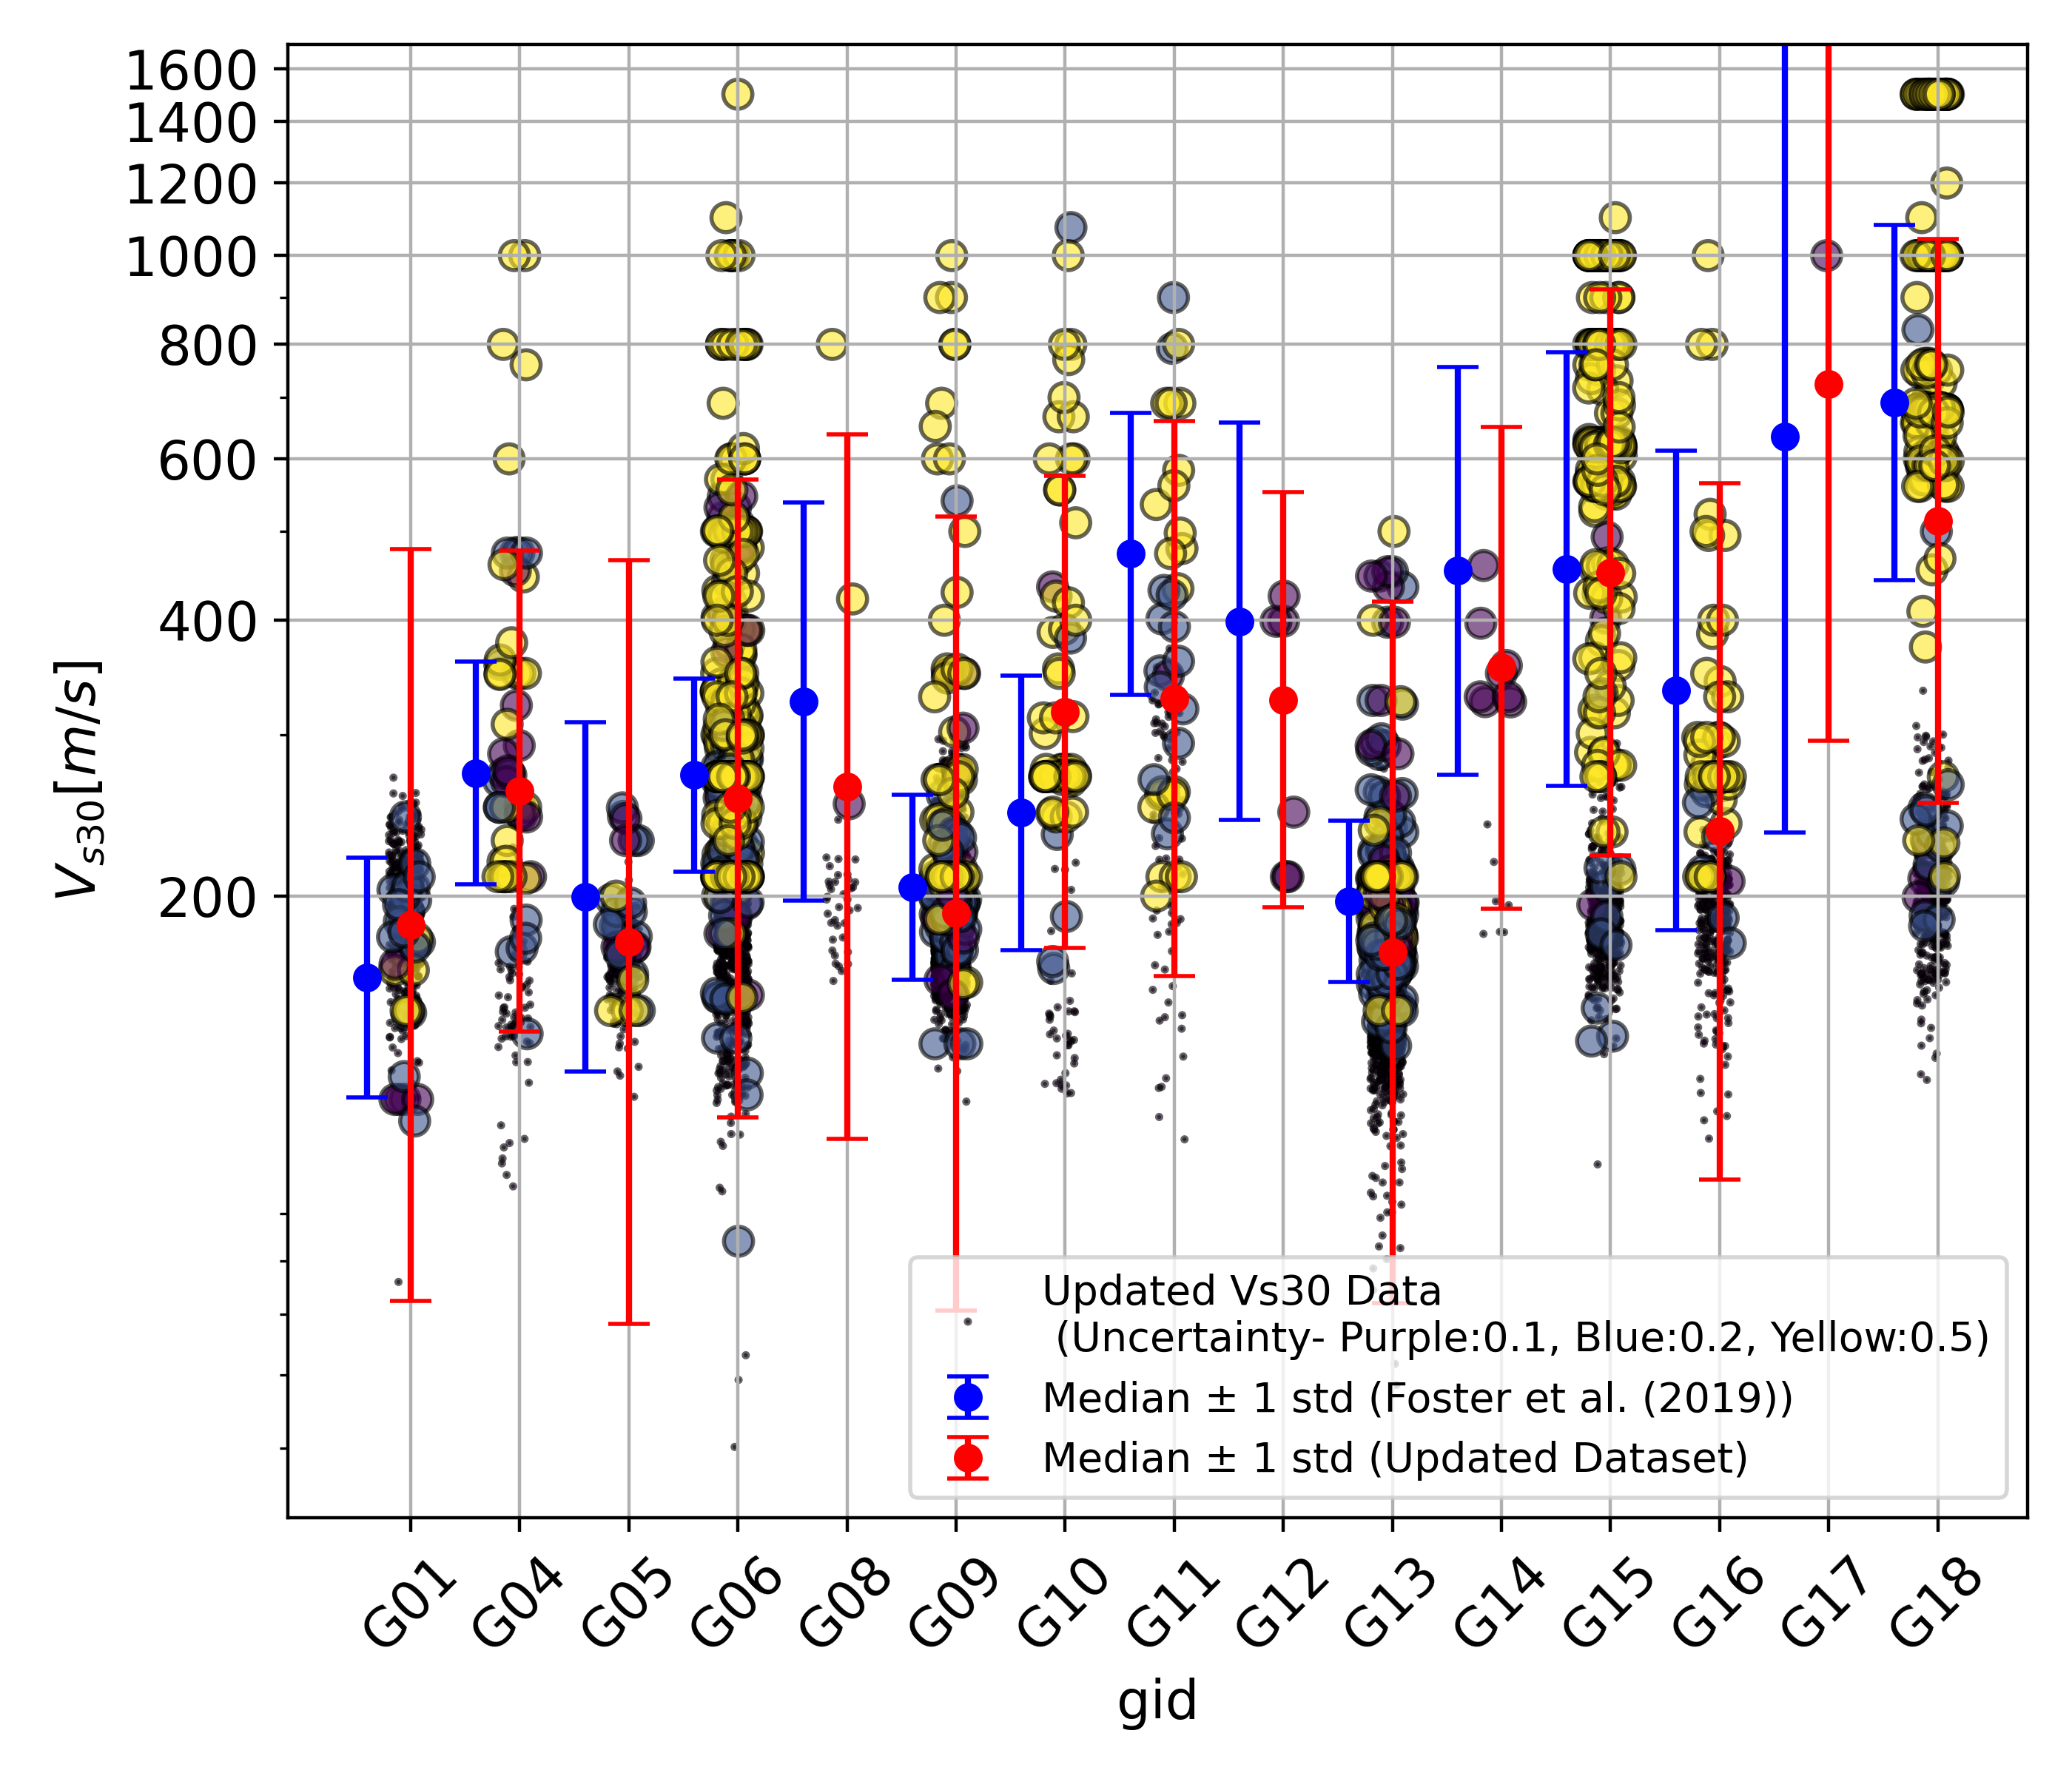 1600
1400
1200
1000
800
600
400
200
V_{s30}[m/s]
Updated Vs30 Data
(Uncertainty- Purple:0.1, Blue:0.2, Yellow:0.5)
Median ± 1 std (Foster et al. (2019))
Median ± 1 std (Updated Dataset)
G01 G04 G05 G06 G08 G09 G10 G11 G12 G13 G14 G15 G16 G17 G18
gid